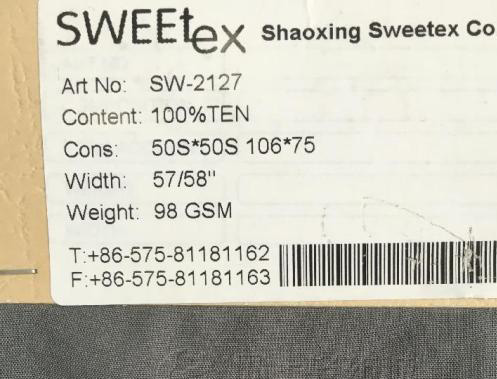 SWEEtex Shaoxing Sweetex Co
Art No: SW-2127
Content: 100%TEN
Cons: 50S*50S 106*75
Width: 57/58"
Weight: 98 GSM
T:+86-575-81181162
F:+86-575-81181163